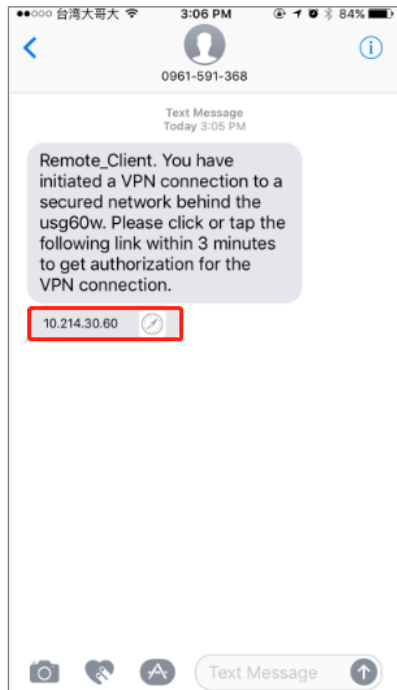 台湾大哥大 3:06 PM 84%
0961-591-368
Text Message
Today 3:05 PM
Remote_Client. You have
initiated a VPN connection to a
secured network behind the
usg60w. Please click or tap the
following link within 3 minutes
to get authorization for the
VPN connection.
10.214.30.60
Text Message